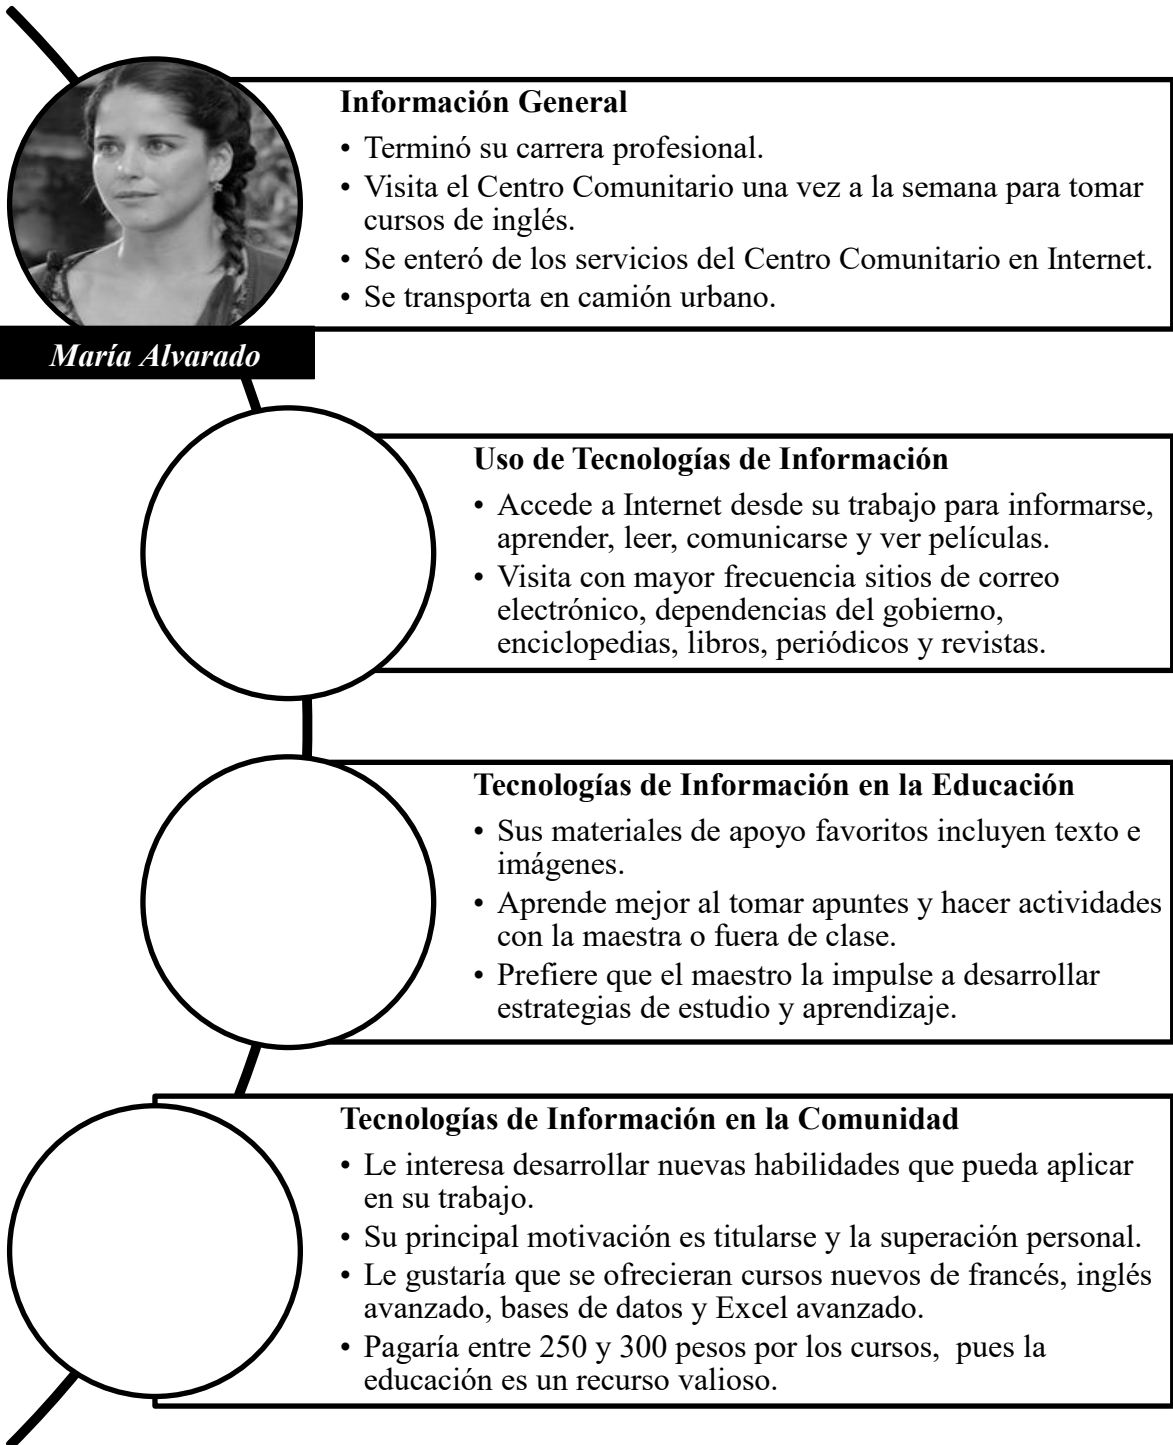 Información General
• Terminó su carrera profesional.
• Visita el Centro Comunitario una vez a la semana para tomar
cursos de inglés.
• Se enteró de los servicios del Centro Comunitario en Internet.
• Se transporta en camión urbano.
María Alvarado
Uso de Tecnologías de Información
• Accede a Internet desde su trabajo para informarse,
aprender, leer, comunicarse y ver películas.
• Visita con mayor frecuencia sitios de correo
electrónico, dependencias del gobierno,
enciclopedias, libros, periódicos y revistas.
Tecnologías de Información en la Educación
• Sus materiales de apoyo favoritos incluyen texto e
imágenes.
• Aprende mejor al tomar apuntes y hacer actividades
con la maestra o fuera de clase.
• Prefiere que el maestro la impulse a desarrollar
estrategias de estudio y aprendizaje.
Tecnologías de Información en la Comunidad
• Le interesa desarrollar nuevas habilidades que pueda aplicar
en su trabajo.
• Su principal motivación es titularse y la superación personal.
• Le gustaría que se ofrecieran cursos nuevos de francés, inglés
avanzado, bases de datos y Excel avanzado.
• Pagaría entre 250 y 300 pesos por los cursos,  pues la
educación es un recurso valioso.